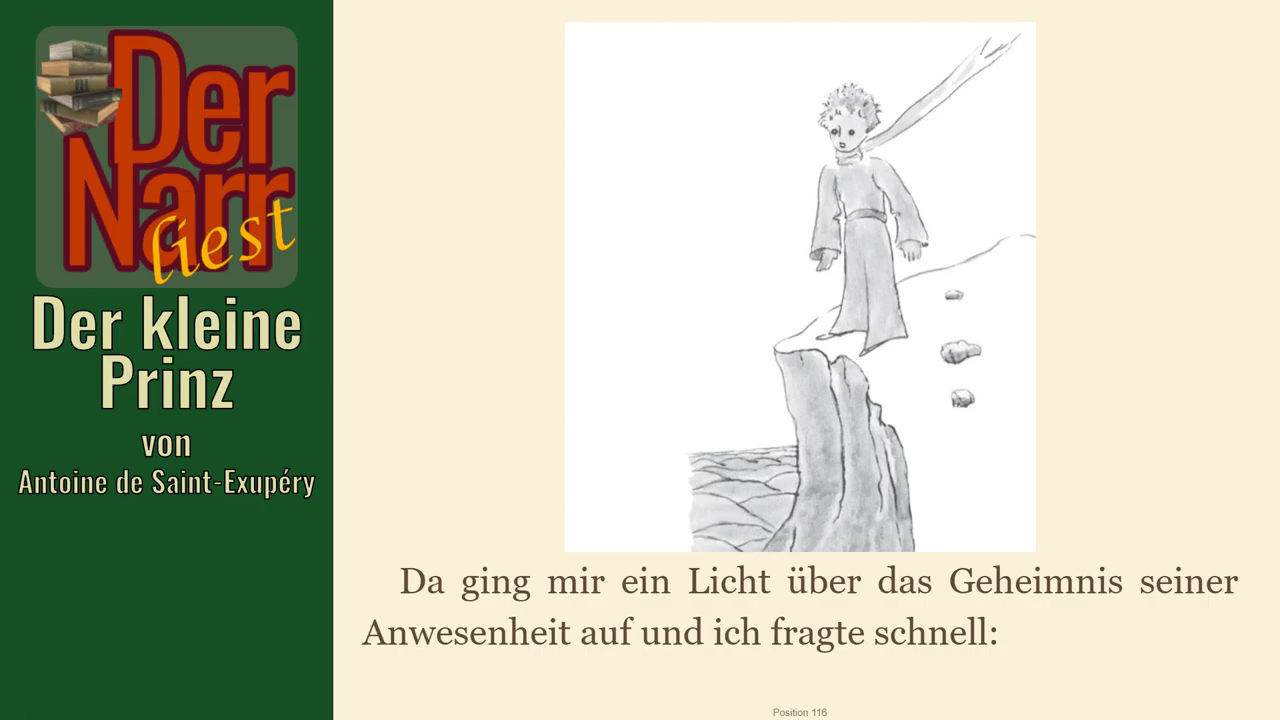 Der
Narr
liest
Der kleine
Prinz
von
Antoine de Saint-Exupéry
Da ging mir ein Licht über das Geheimnis seiner
Anwesenheit auf und ich fragte schnell:
Position 116